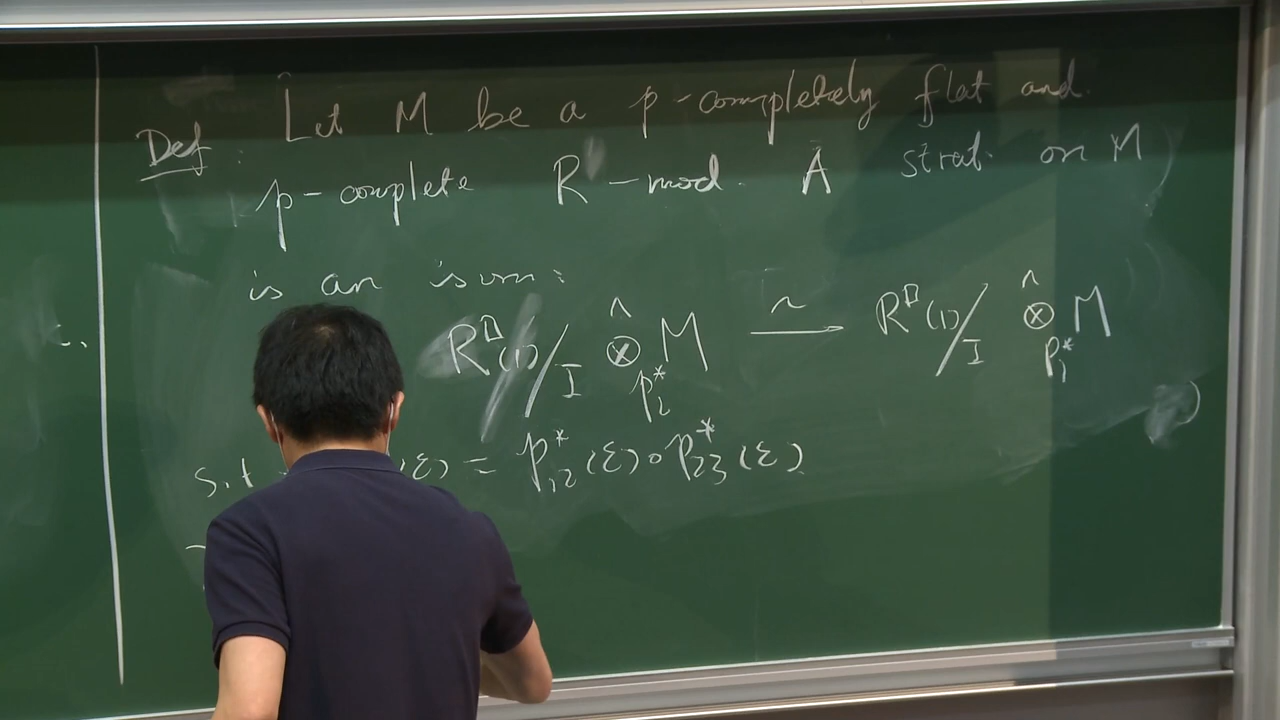 c.
Def: Let M be a p-completely flat and
p-complete R-mod. A strat. on M
is an isom:
R^𝔻(1)/I ⊗̂_{p_2^*} M ⥲ R^𝔻(1)/I ⊗̂_{p_1^*} M
s.t (ε) = p_{12}^*(ε) ∘ p_{23}^*(ε)